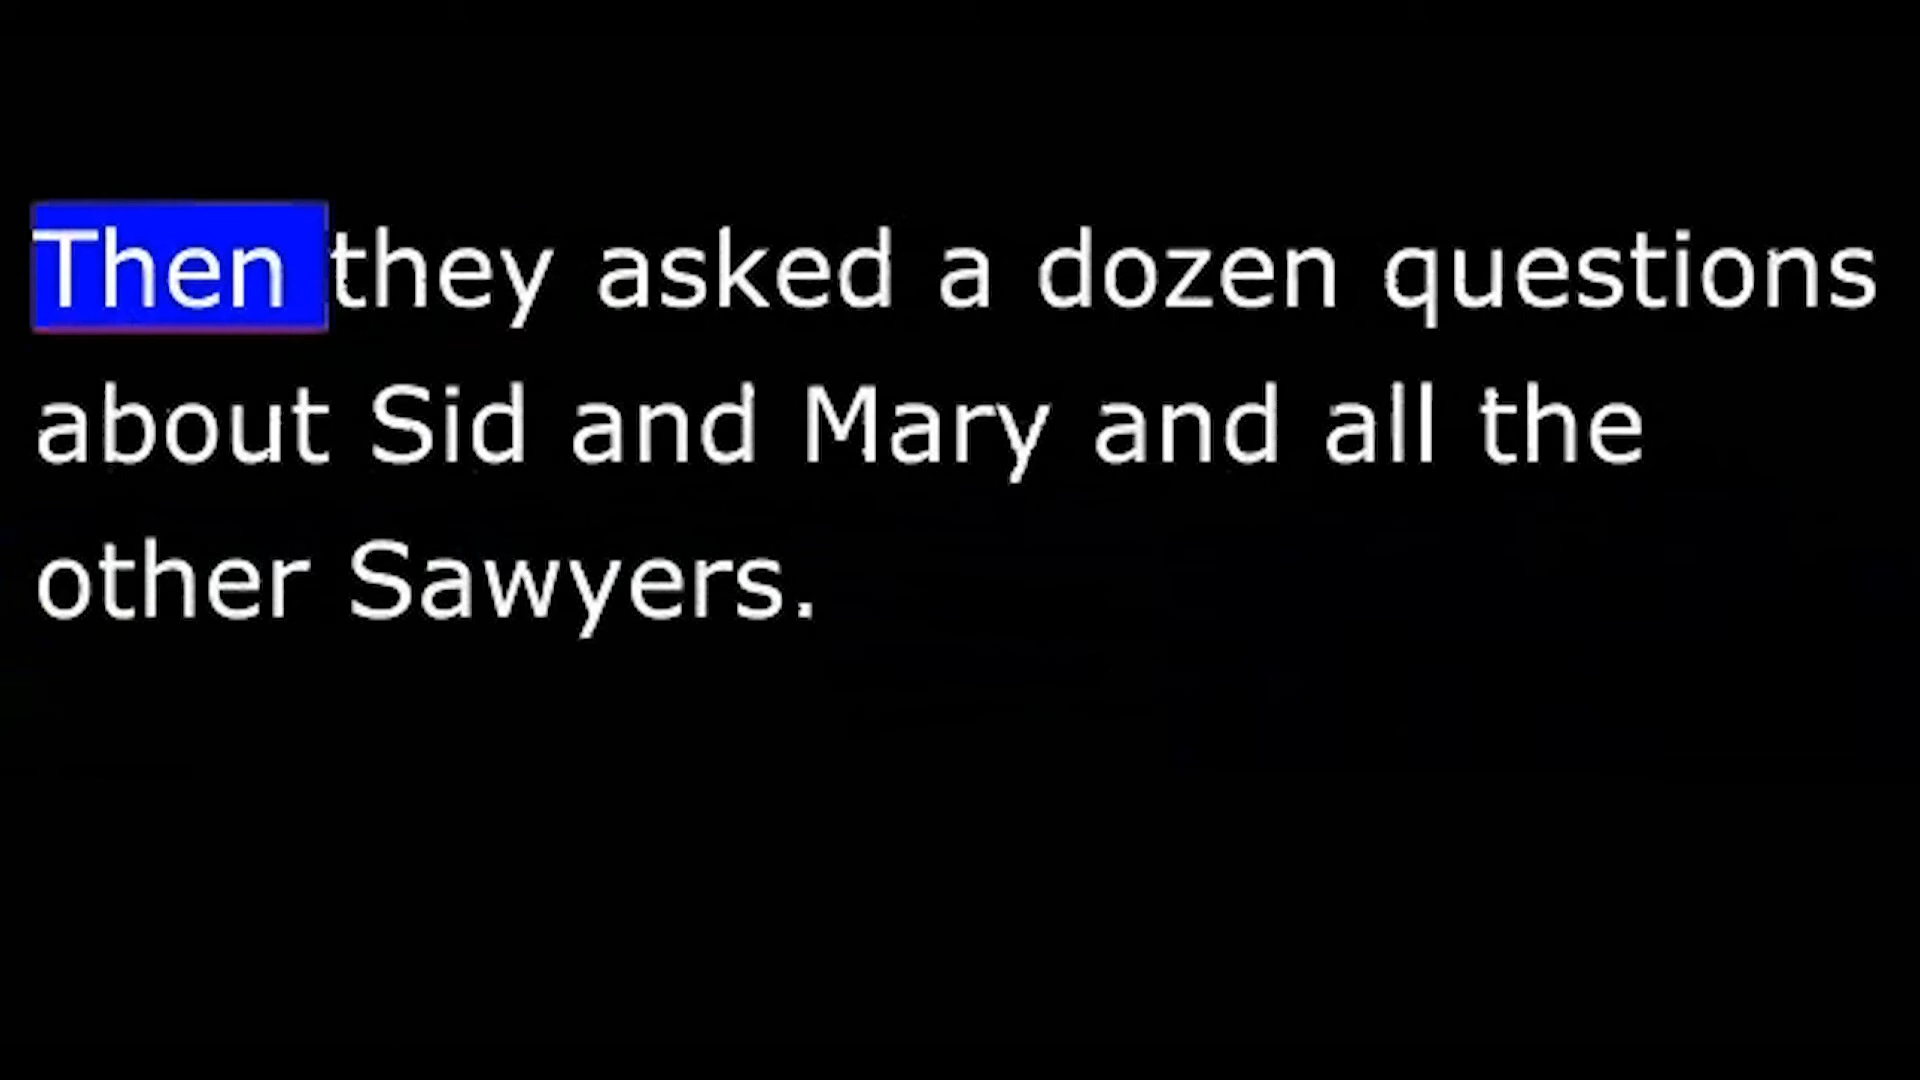 Then they asked a dozen questions
about Sid and Mary and all the
other Sawyers.